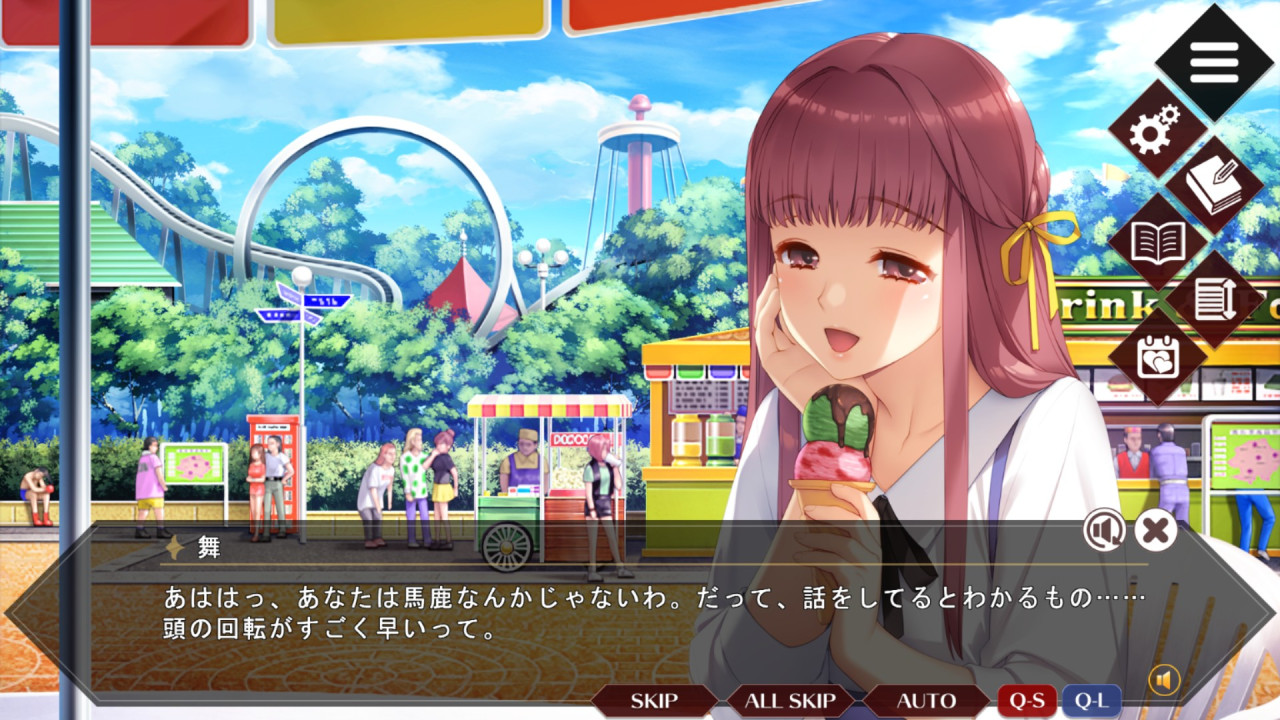 rink
舞
あははっ、あなたは馬鹿なんかじゃないわ。だって、話をしてるとわかるもの……
頭の回転がすごく早いって。
SKIP
ALL SKIP
AUTO
Q-S
Q-L